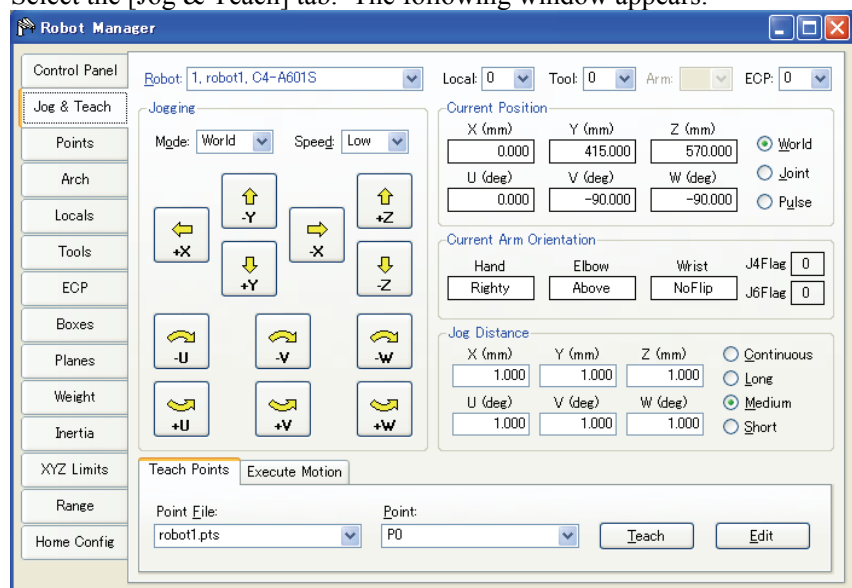 Select the [Jog & Teach] tab. The following window appears.
Robot Manager
Control Panel
Jog & Teach
Points
Arch
Locals
Tools
ECP
Boxes
Planes
Weight
Inertia
XYZ Limits
Range
Home Config
Robot: 1, robot1, C4-A601S
Local: 0 Tool: 0 Arm: ECP: 0
Jogging
Mode: World Speed: Low
-Y +Z
+X -X
+Y -Z
-U -V -W
+U +V +W
Current Position
X (mm) Y (mm) Z (mm)
0.000 415.000 570.000
U (deg) V (deg) W (deg)
0.000 -90.000 -90.000
World
Joint
Pulse
Current Arm Orientation
Hand Elbow Wrist J4Flag 0
Righty Above NoFlip J6Flag 0
Jog Distance
X (mm) Y (mm) Z (mm)
1.000 1.000 1.000
U (deg) V (deg) W (deg)
1.000 1.000 1.000
Continuous
Long
Medium
Short
Teach Points Execute Motion
Point File: Point:
robot1.pts P0 Teach Edit